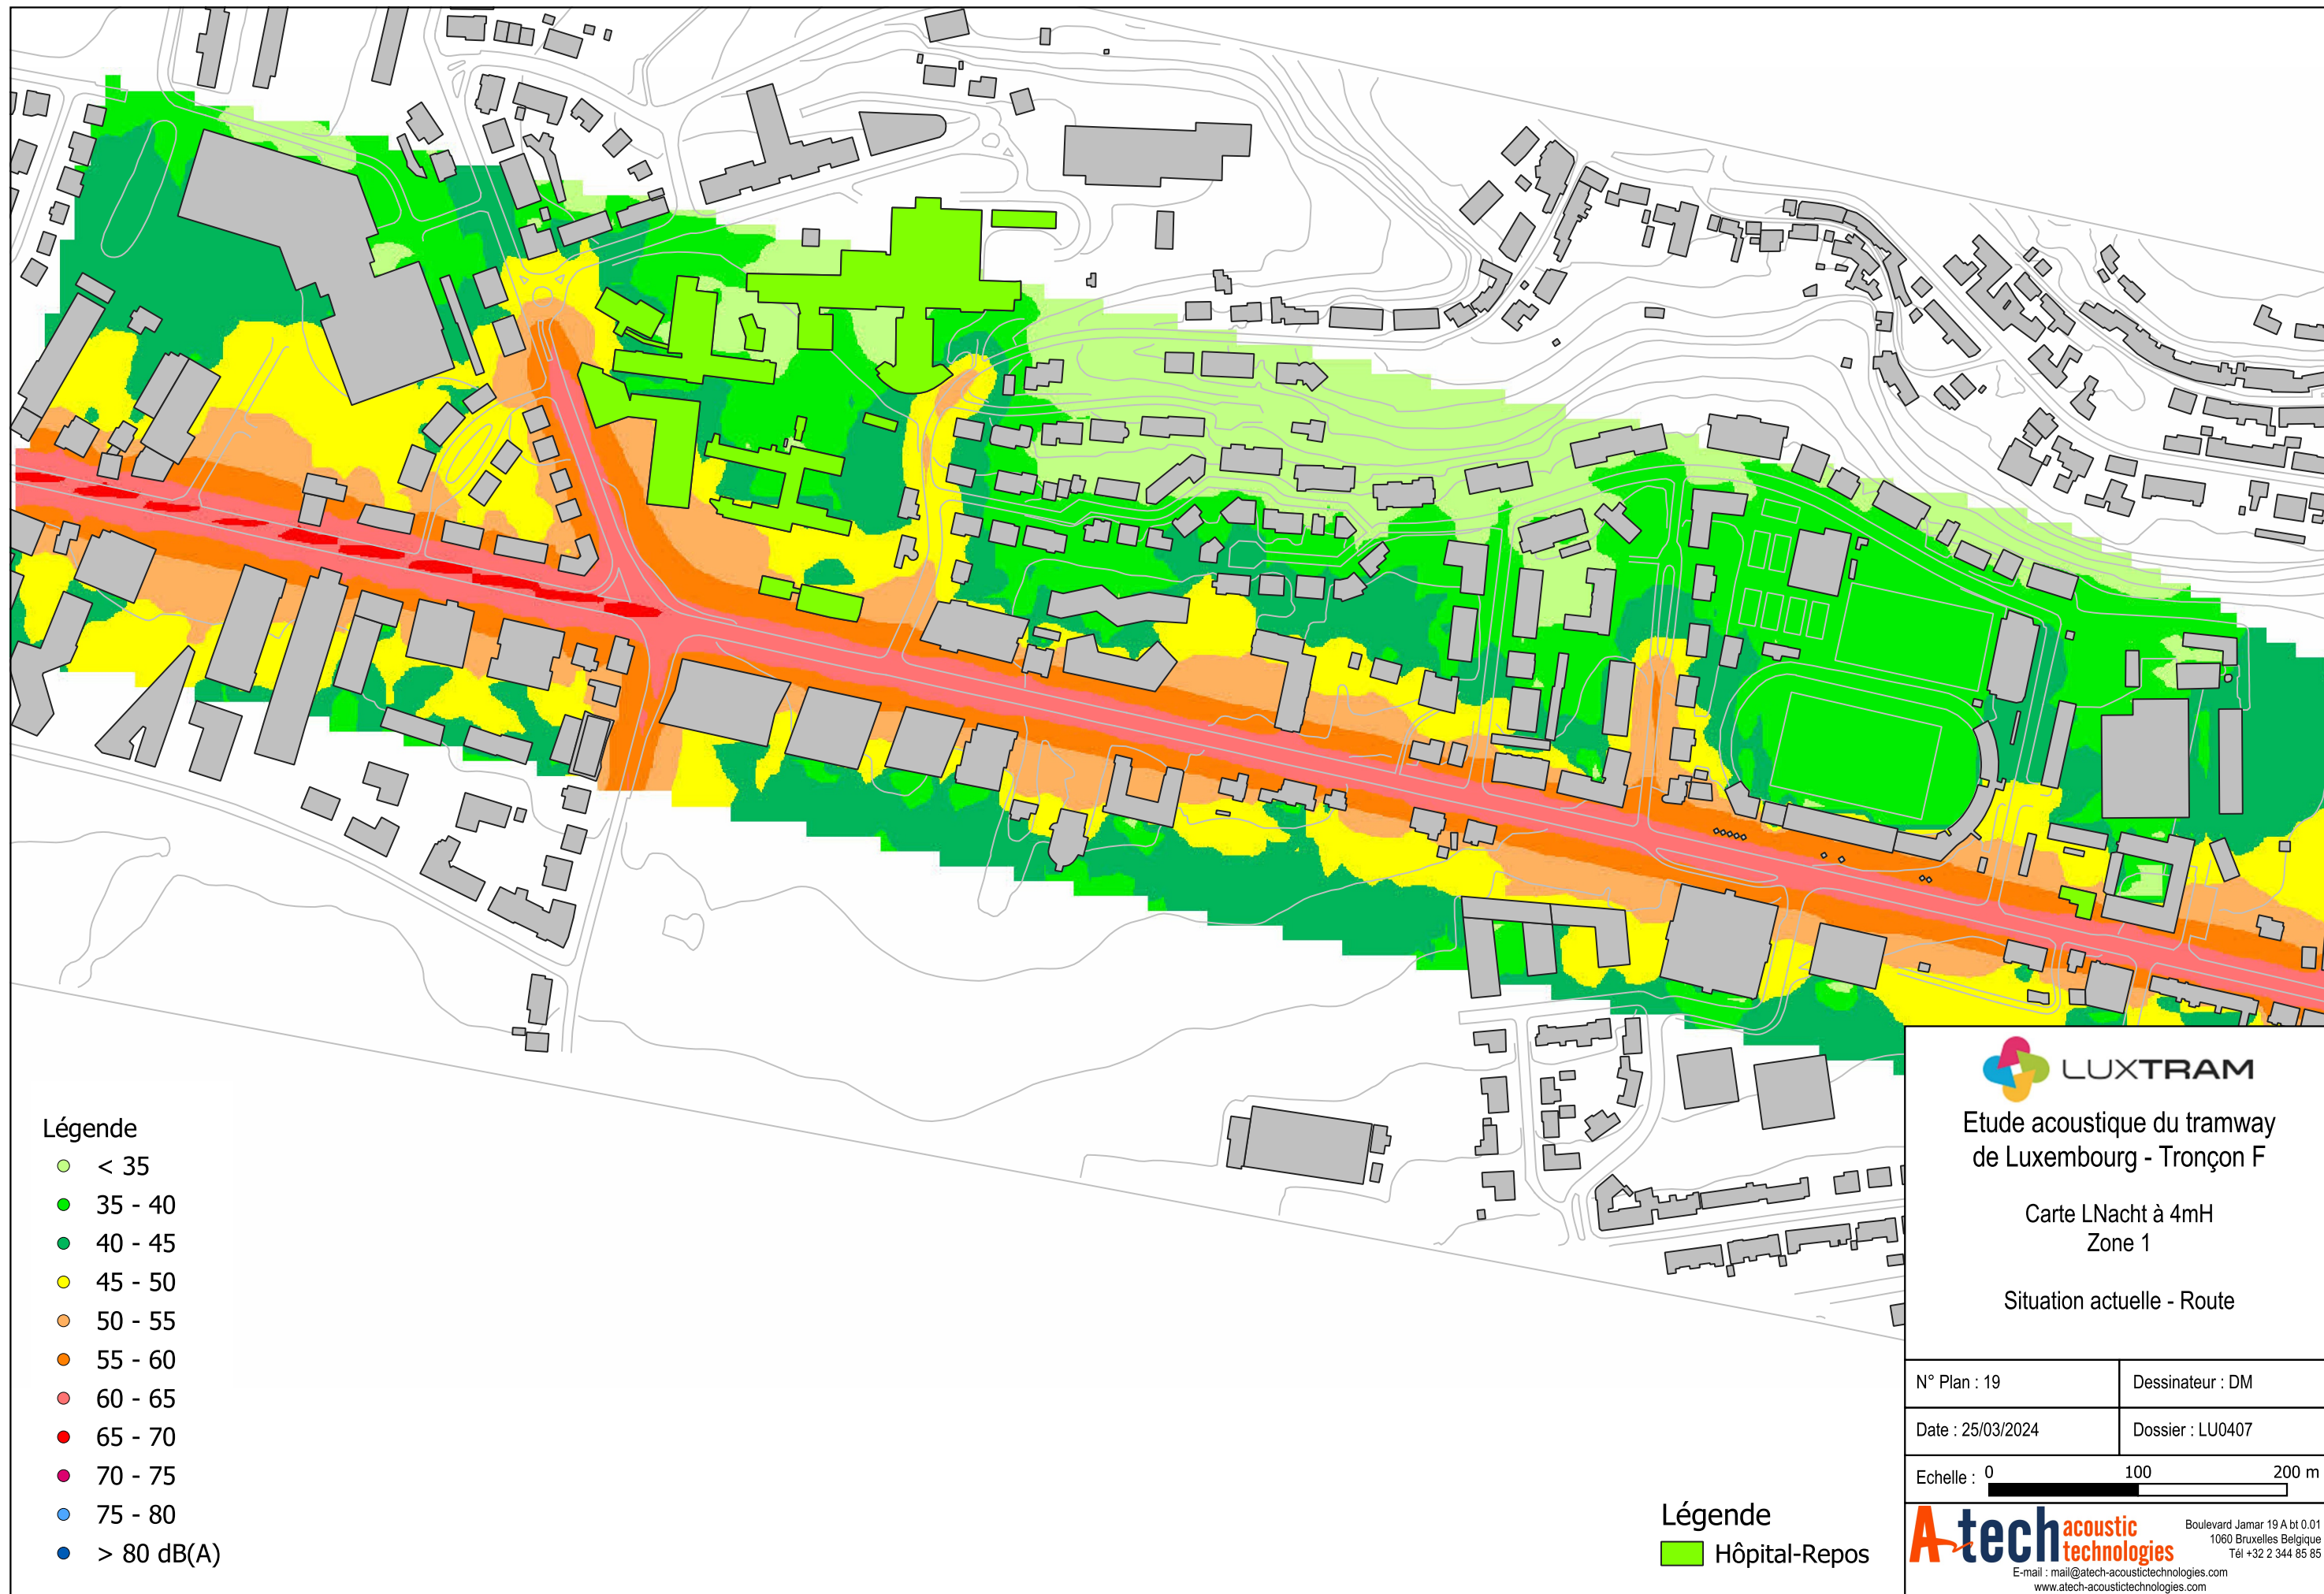 Légende
< 35
35 - 40
40 - 45
45 - 50
50 - 55
55 - 60
60 - 65
65 - 70
70 - 75
75 - 80
> 80 dB(A)
Légende
Hôpital-Repos
LUXTRAM
Etude acoustique du tramway
de Luxembourg - Tronçon F
Carte LNacht à 4mH
Zone 1
Situation actuelle - Route
N° Plan : 19
Dessinateur : DM
Date : 25/03/2024
Dossier : LU0407
Echelle : 0 100 200 m
A-tech acoustic technologies
Boulevard Jamar 19 A bt 0.01
1060 Bruxelles Belgique
Tél +32 2 344 85 85
E-mail : mail@atech-acoustictechnologies.com
www.atech-acoustictechnologies.com